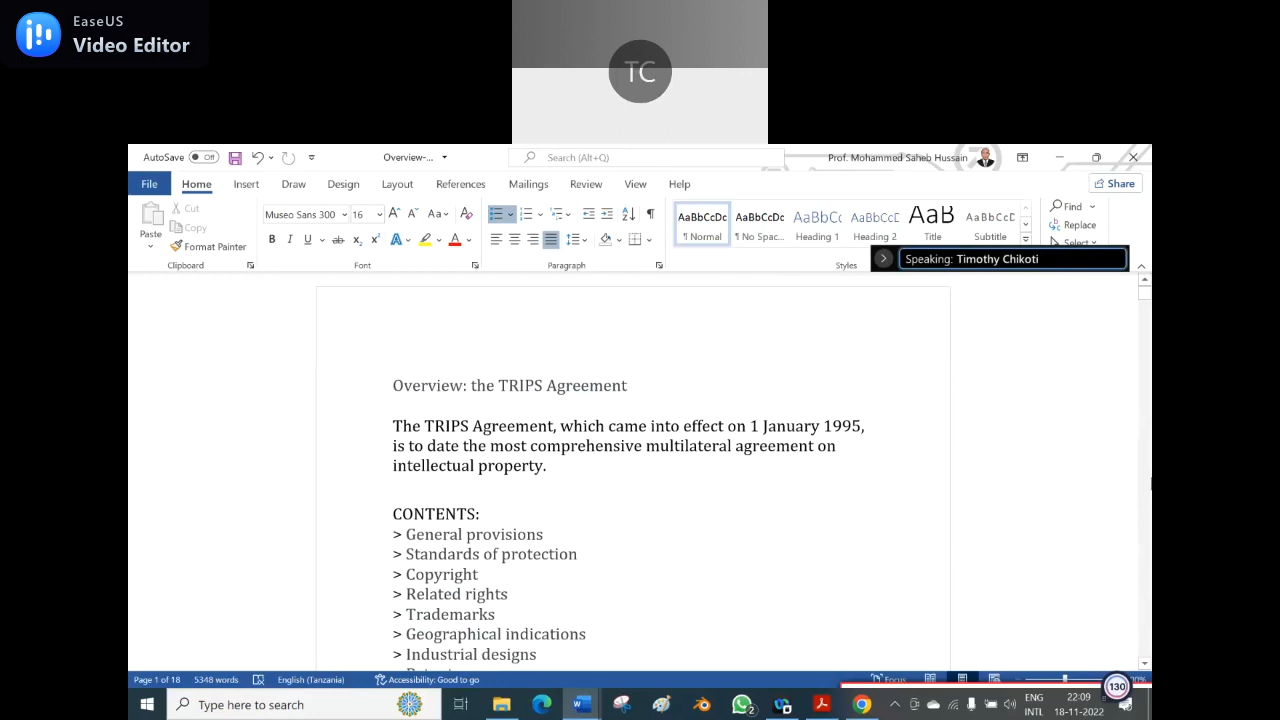 EaseUS
Video Editor
TC
AutoSave Off
Overview-...
Search (Alt+Q)
Prof. Mohammed Saheb Hussain
File Home Insert Draw Design Layout References Mailings Review View Help
Share
Paste
Cut
Copy
Format Painter
Clipboard
Museo Sans 300 16
Font
Paragraph
AaBbCcDc AaBbCcDc AaBbCc AaBbCcD AaB AaBbCcD
¶ Normal ¶ No Spac... Heading 1 Heading 2 Title Subtitle
Styles
Find
Replace
Select
Speaking: Timothy Chikoti
Overview: the TRIPS Agreement
The TRIPS Agreement, which came into effect on 1 January 1995,
is to date the most comprehensive multilateral agreement on
intellectual property.
CONTENTS:
> General provisions
> Standards of protection
> Copyright
> Related rights
> Trademarks
> Geographical indications
> Industrial designs
Page 1 of 18 5348 words English (Tanzania) Accessibility: Good to go
Focus
130
Type here to search
2
ENG
INTL
22:09
18-11-2022